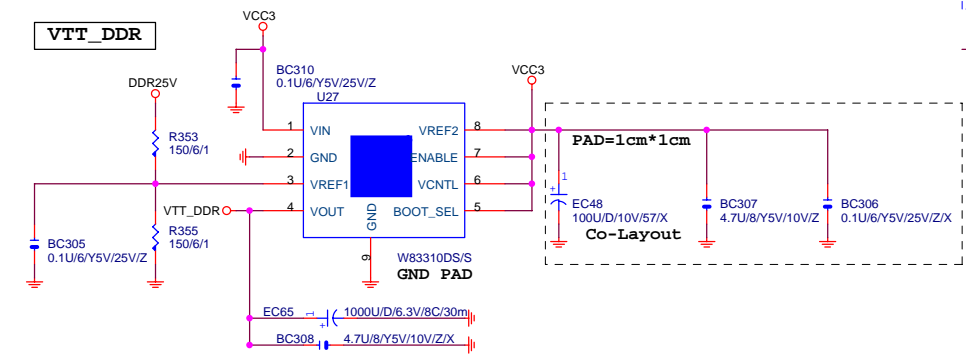 VTT_DDR
VCC3
BC310
0.1U/6/Y5V/25V/Z
U27
DDR25V
VCC3
R353
150/6/1
1
VIN
VREF2
8
2
GND
ENABLE
7
3
VREF1
VCNTL
6
4
VOUT
BOOT_SEL
5
GND
9
VTT_DDR
R355
150/6/1
BC305
0.1U/6/Y5V/25V/Z
W83310DS/S
GND PAD
PAD=1cm*1cm
1
+
EC48
100U/D/10V/57/X
Co-Layout
BC307
4.7U/8/Y5V/10V/Z
BC306
0.1U/6/Y5V/25V/Z/X
EC65
1
+
1000U/D/6.3V/8C/30m
BC308
4.7U/8/Y5V/10V/Z/X